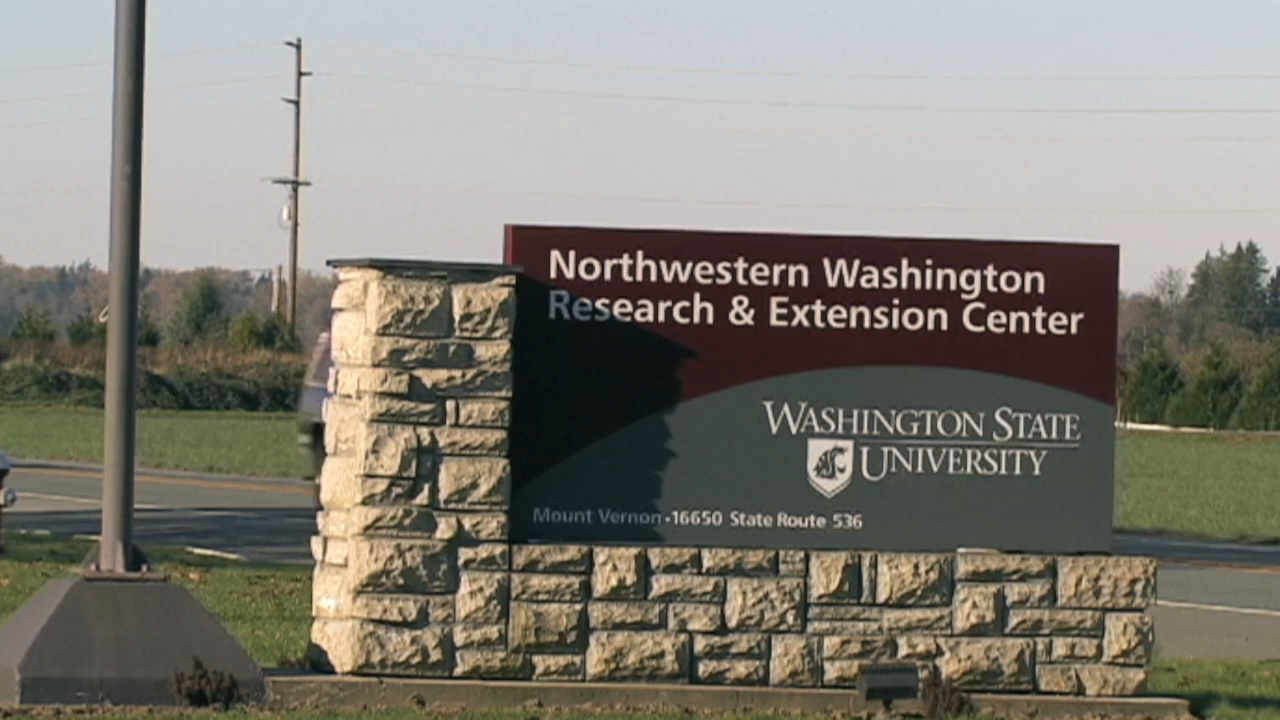 Northwestern Washington
Research & Extension Center
WASHINGTON STATE
UNIVERSITY
Mount Vernon • 16650 State Route 536